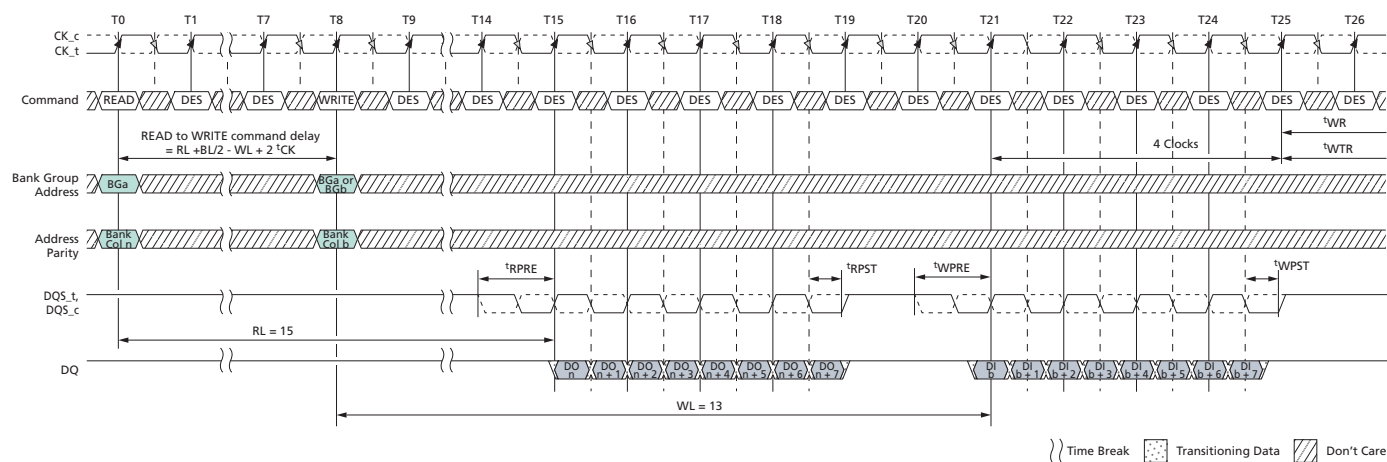 T0 T1 T7 T8 T9 T14 T15 T16 T17 T18 T19 T20 T21 T22 T23 T24 T25 T26
CK_c
CK_t
Command READ DES DES WRITE DES DES DES DES DES DES DES DES DES DES DES DES DES DES
READ to WRITE command delay
= RL +BL/2 - WL + 2 tCK
4 Clocks
tWR
tWTR
Bank Group
Address
BGa
BGa or
BGb
Address
Parity
Bank
Col n
Bank
Col b
tRPRE tRPST tWPRE tWPST
DQS_t,
DQS_c
RL = 15
DQ
DO
n
DO
n + 1
DO
n + 2
DO
n + 3
DO
n + 4
DO
n + 5
DO
n + 6
DO
n + 7
DI
b
DI
b + 1
DI
b + 2
DI
b + 3
DI
b + 4
DI
b + 5
DI
b + 6
DI
b + 7
WL = 13
Time Break Transitioning Data Don't Care